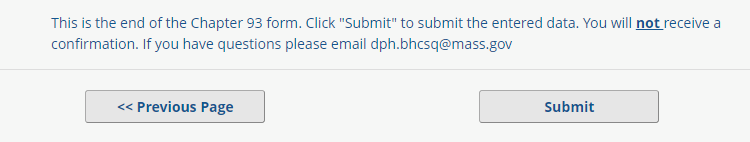 This is the end of the Chapter 93 form. Click "Submit" to submit the entered data. You will not receive a
confirmation. If you have questions please email dph.bhcsq@mass.gov
<< Previous Page
Submit